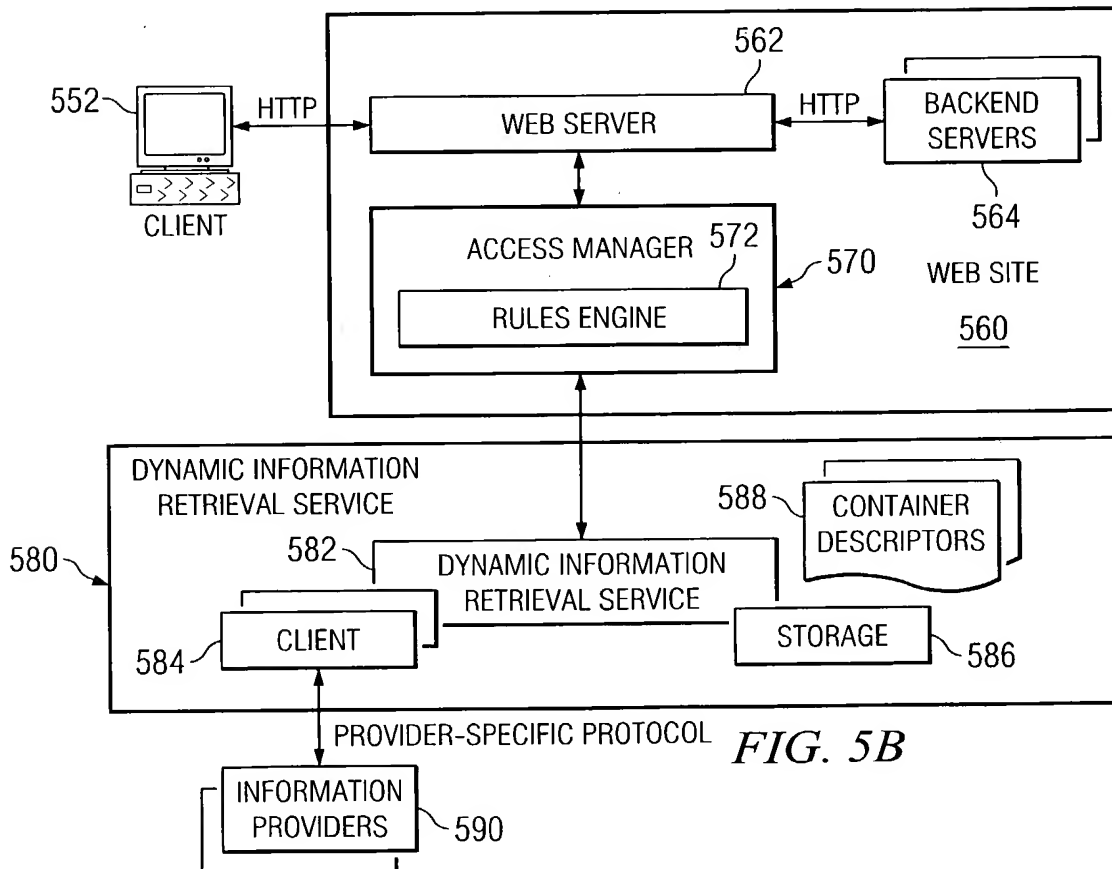 562
552
HTTP
WEB SERVER
HTTP
BACKEND
SERVERS
CLIENT
564
ACCESS MANAGER
572
570
WEB SITE
RULES ENGINE
560
DYNAMIC INFORMATION
RETRIEVAL SERVICE
588
CONTAINER
DESCRIPTORS
580
582
DYNAMIC INFORMATION
RETRIEVAL SERVICE
584
CLIENT
STORAGE
586
PROVIDER-SPECIFIC PROTOCOL
FIG. 5B
INFORMATION
PROVIDERS
590